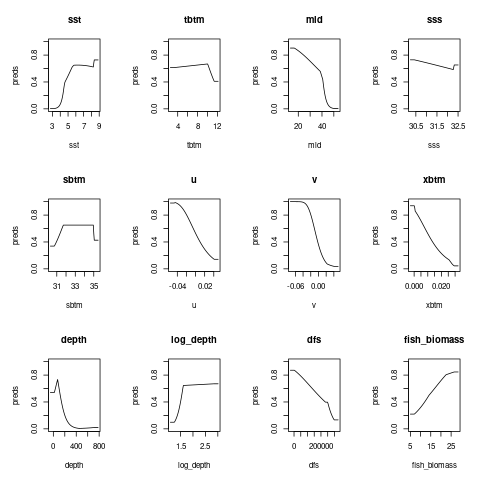 sst tbtm mld sss
preds 0.0 0.4 0.8 preds 0.0 0.4 0.8 preds 0.0 0.4 0.8 preds 0.0 0.4 0.8
3 5 7 9 4 8 12 20 40 30.5 31.5 32.5
sst tbtm mld sss
sbtm u v xbtm
preds 0.0 0.4 0.8 preds 0.0 0.4 0.8 preds 0.0 0.4 0.8 preds 0.0 0.4 0.8
31 33 35 -0.04 0.02 -0.06 0.00 0.000 0.020
sbtm u v xbtm
depth log_depth dfs fish_biomass
preds 0.0 0.4 0.8 preds 0.0 0.4 0.8 preds 0.0 0.4 0.8 preds 0.0 0.4 0.8
0 400 800 1.5 2.5 0 200000 5 15 25
depth log_depth dfs fish_biomass